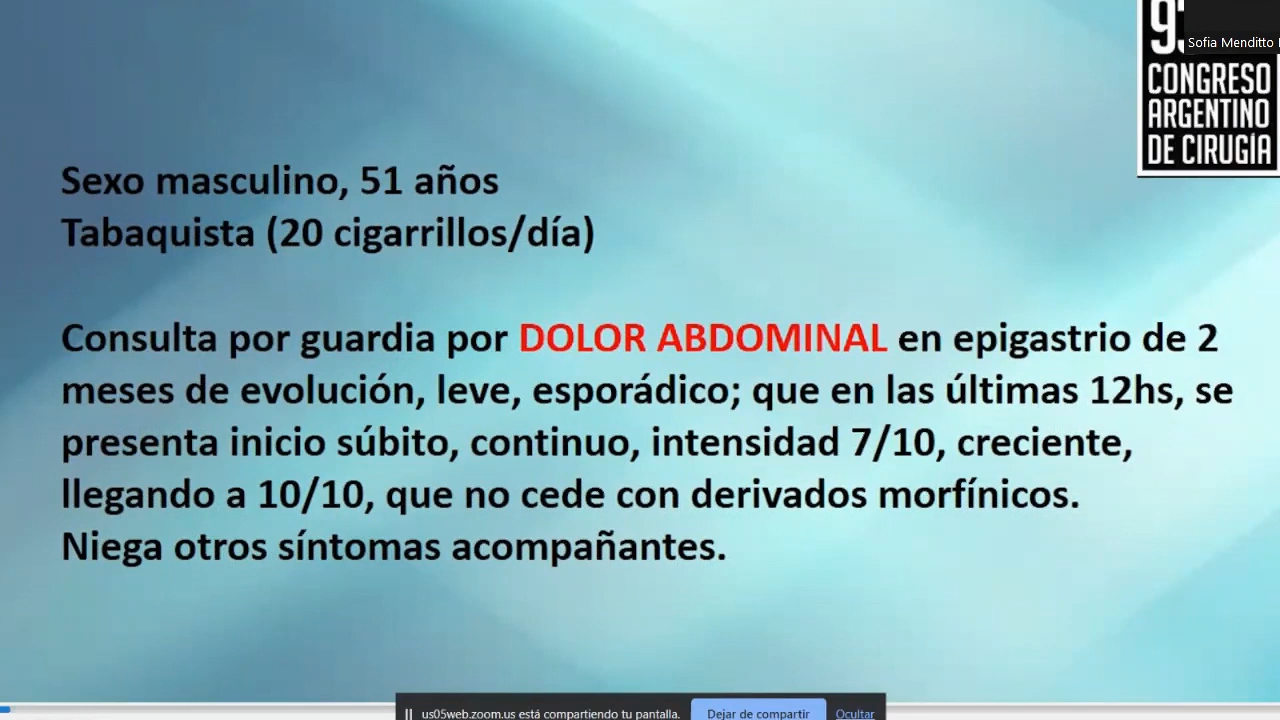 CONGRESO
ARGENTINO
DE CIRUGÍA
Sofia Menditto
Sexo masculino, 51 años
Tabaquista (20 cigarrillos/día)
Consulta por guardia por DOLOR ABDOMINAL en epigastrio de 2
meses de evolución, leve, esporádico; que en las últimas 12hs, se
presenta inicio súbito, continuo, intensidad 7/10, creciente,
llegando a 10/10, que no cede con derivados morfínicos.
Niega otros síntomas acompañantes.
us05web.zoom.us está compartiendo tu pantalla.
Dejar de compartir
Ocultar